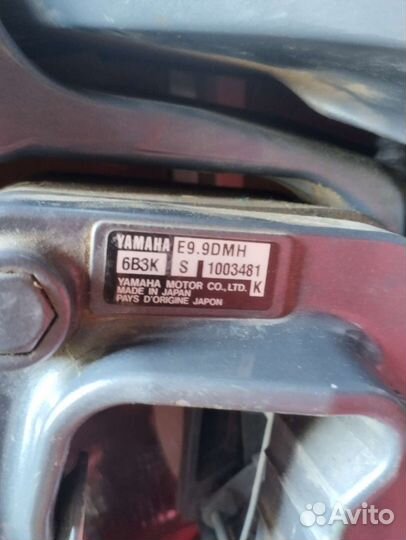 YAMAHA E9.9DMH
6B3K S 1003481
YAMAHA MOTOR CO., LTD. K
MADE IN JAPAN
PAYS D'ORIGINE JAPON
Avito